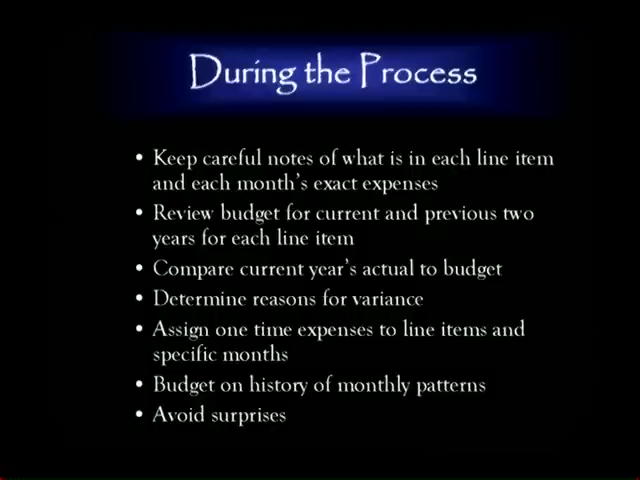 During the Process
• Keep careful notes of what is in each line item
and each month's exact expenses
• Review budget for current and previous two
years for each line item
• Compare current year's actual to budget
• Determine reasons for variance
• Assign one time expenses to line items and
specific months
• Budget on history of monthly patterns
• Avoid surprises